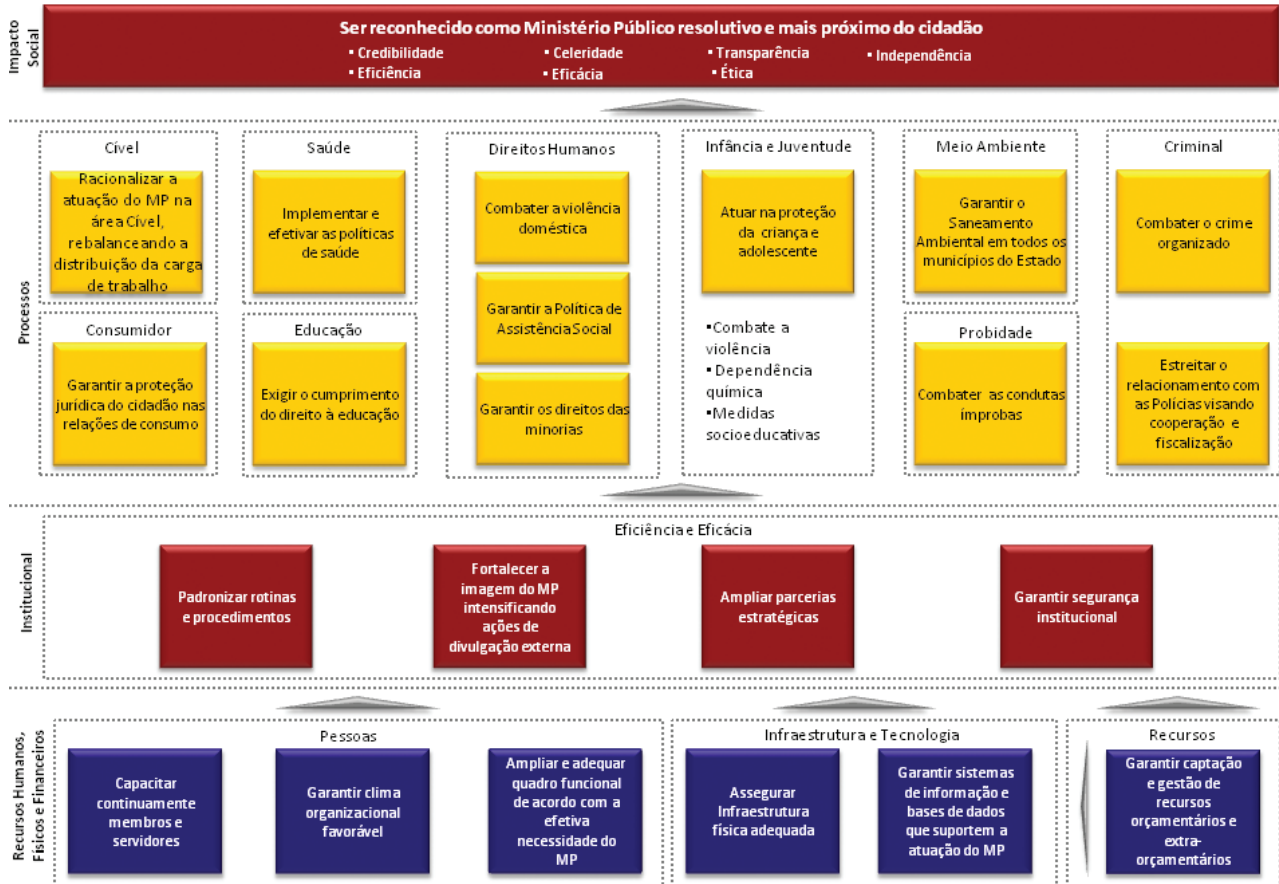 Impacto
Social
Ser reconhecido como Ministério Público resolutivo e mais próximo do cidadão
▪ Credibilidade
▪ Eficiência
▪ Celeridade
▪ Eficácia
▪ Transparência
▪ Ética
▪ Independência
Processos
Cível
Racionalizar a
atuação do MP na
área Cível,
rebalanceando a
distribuição da carga
de trabalho
Saúde
Implementar e
efetivar as políticas
de saúde
Direitos Humanos
Combater a violência
doméstica
Garantir a Política de
Assistência Social
Garantir os direitos das
minorias
Infância e Juventude
Atuar na proteção
da criança e
adolescente
▪Combate a
violência
▪ Dependência
química
▪ Medidas
socioeducativas
Meio Ambiente
Garantir o
Saneamento
Ambiental em todos os
municípios do Estado
Criminal
Combater o crime
organizado
Estreitar o
relacionamento com
as Polícias visando
cooperação e
fiscalização
Consumidor
Garantir a proteção
jurídica do cidadão nas
relações de consumo
Educação
Exigir o cumprimento
do direito à educação
Probidade
Combater as condutas
ímprobas
Institucional
Eficiência e Eficácia
Padronizar rotinas
e procedimentos
Fortalecer a
imagem do MP
intensificando
ações de
divulgação externa
Ampliar parcerias
estratégicas
Garantir segurança
institucional
Recursos Humanos,
Físicos e Financeiros
Pessoas
Capacitar
continuamente
membros e
servidores
Garantir clima
organizacional
favorável
Ampliar e adequar
quadro funcional
de acordo com a
efetiva
necessidade do
MP
Infraestrutura e Tecnologia
Assegurar
Infraestrutura
física adequada
Garantir sistemas
de informação e
bases de dados
que suportem a
atuação do MP
Recursos
Garantir captação
e gestão de
recursos
orçamentários e
extra-
orçamentários